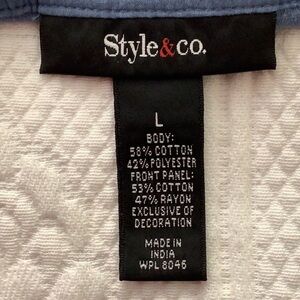 Style&co.
L
BODY:
58% COTTON
42% POLYESTER
FRONT PANEL:
53% COTTON
47% RAYON
EXCLUSIVE OF
DECORATION
MADE IN
INDIA
WPL 8046